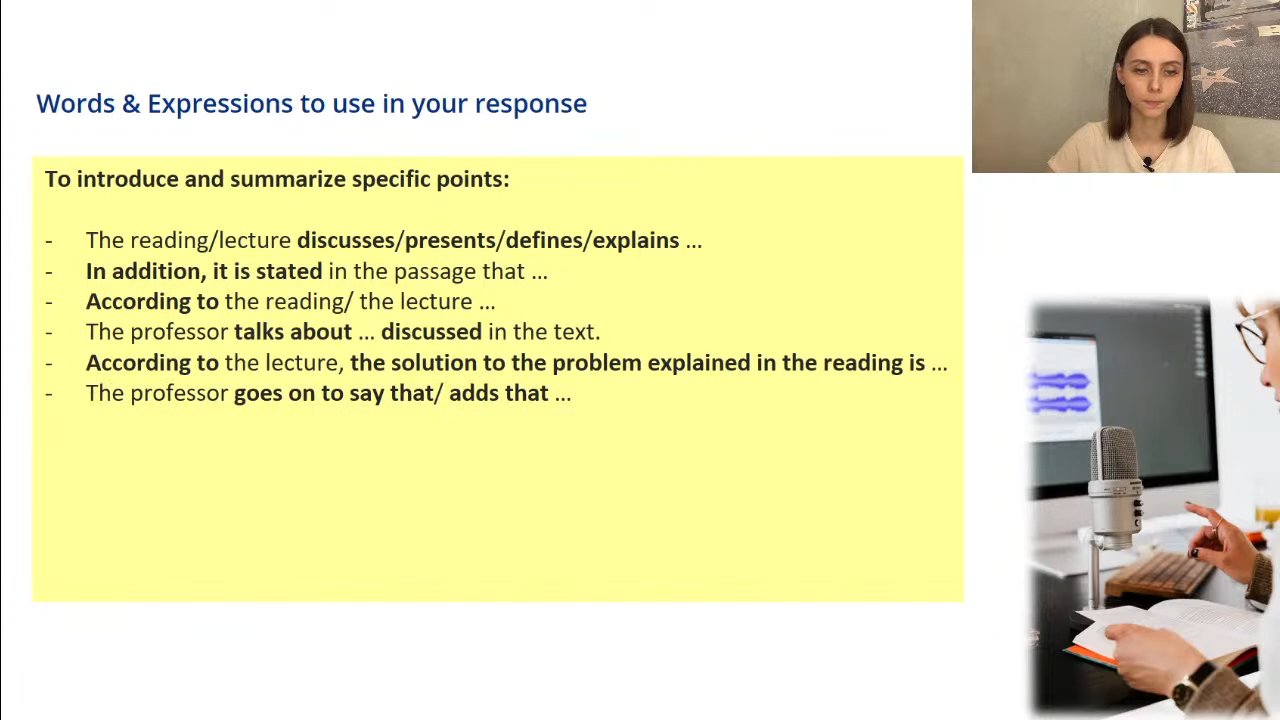 Words & Expressions to use in your response
To introduce and summarize specific points:
- The reading/lecture discusses/presents/defines/explains …
- In addition, it is stated in the passage that …
- According to the reading/ the lecture …
- The professor talks about … discussed in the text.
- According to the lecture, the solution to the problem explained in the reading is …
- The professor goes on to say that/ adds that …